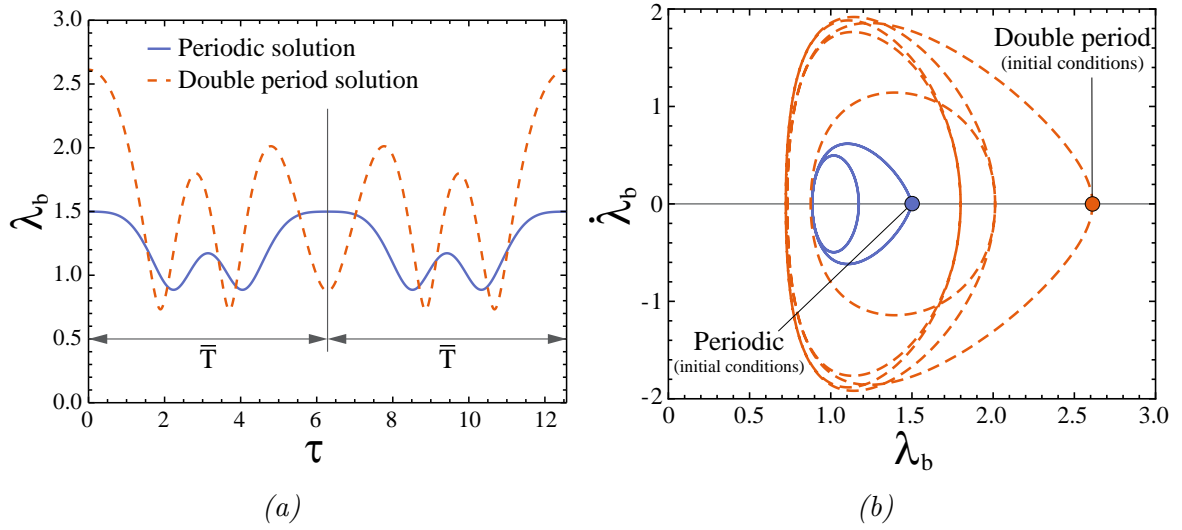 3.0
2.5
2.0
1.5
1.0
0.5
0.0
λb
Periodic solution
Double period solution
T̅
T̅
0
2
4
6
8
10
12
τ
(a)
2
1
0
-1
-2
λ̇b
Double period
(initial conditions)
Periodic
(initial conditions)
0
1.0
1.5
2.0
2.5
3.0
λb
(b)